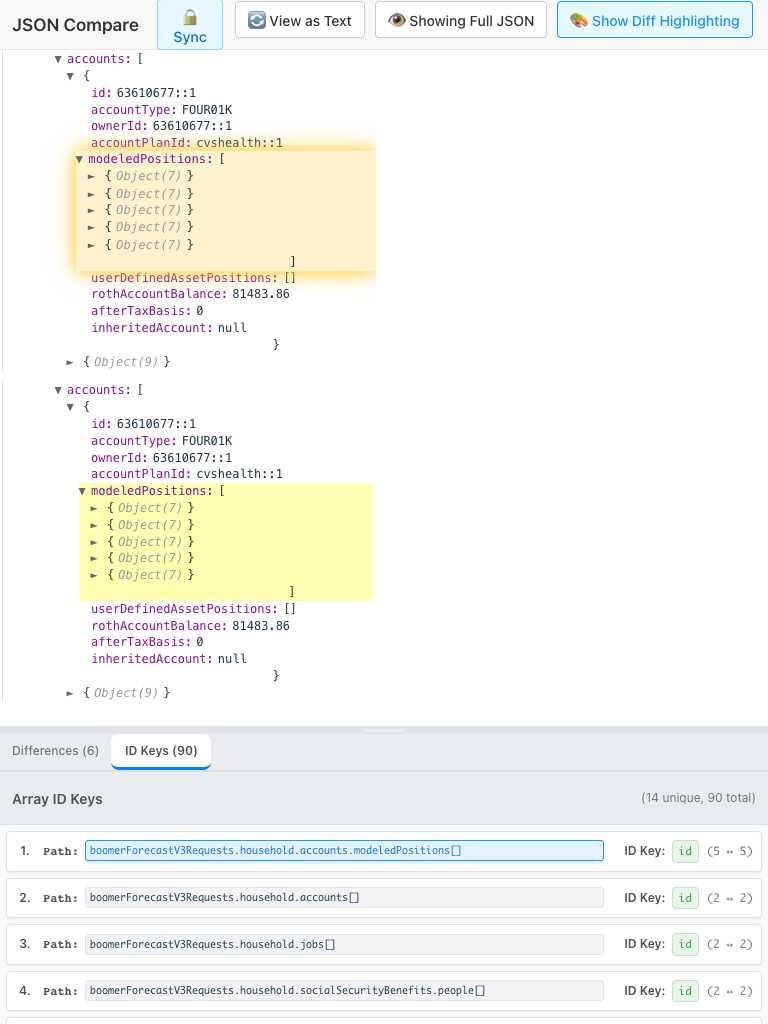 JSON Compare
🔒 Sync
🔄 View as Text
👁️ Showing Full JSON
🎨 Show Diff Highlighting
▼ accounts: [
▼ {
id: 63610677::1
accountType: FOUR01K
ownerId: 63610677::1
accountPlanId: cvshealth::1
▼ modeledPositions: [
► { Object(7) }
► { Object(7) }
► { Object(7) }
► { Object(7) }
► { Object(7) }
]
userDefinedAssetPositions: []
rothAccountBalance: 81483.86
afterTaxBasis: 0
inheritedAccount: null
}
► { Object(9) }
▼ accounts: [
▼ {
id: 63610677::1
accountType: FOUR01K
ownerId: 63610677::1
accountPlanId: cvshealth::1
▼ modeledPositions: [
► { Object(7) }
► { Object(7) }
► { Object(7) }
► { Object(7) }
► { Object(7) }
]
userDefinedAssetPositions: []
rothAccountBalance: 81483.86
afterTaxBasis: 0
inheritedAccount: null
}
► { Object(9) }
Differences (6) ID Keys (90)
Array ID Keys (14 unique, 90 total)
1. Path: boomerForecastV3Requests.household.accounts.modeledPositions[] ID Key: id (5 ↔ 5)
2. Path: boomerForecastV3Requests.household.accounts[] ID Key: id (2 ↔ 2)
3. Path: boomerForecastV3Requests.household.jobs[] ID Key: id (2 ↔ 2)
4. Path: boomerForecastV3Requests.household.socialSecurityBenefits.people[] ID Key: id (2 ↔ 2)